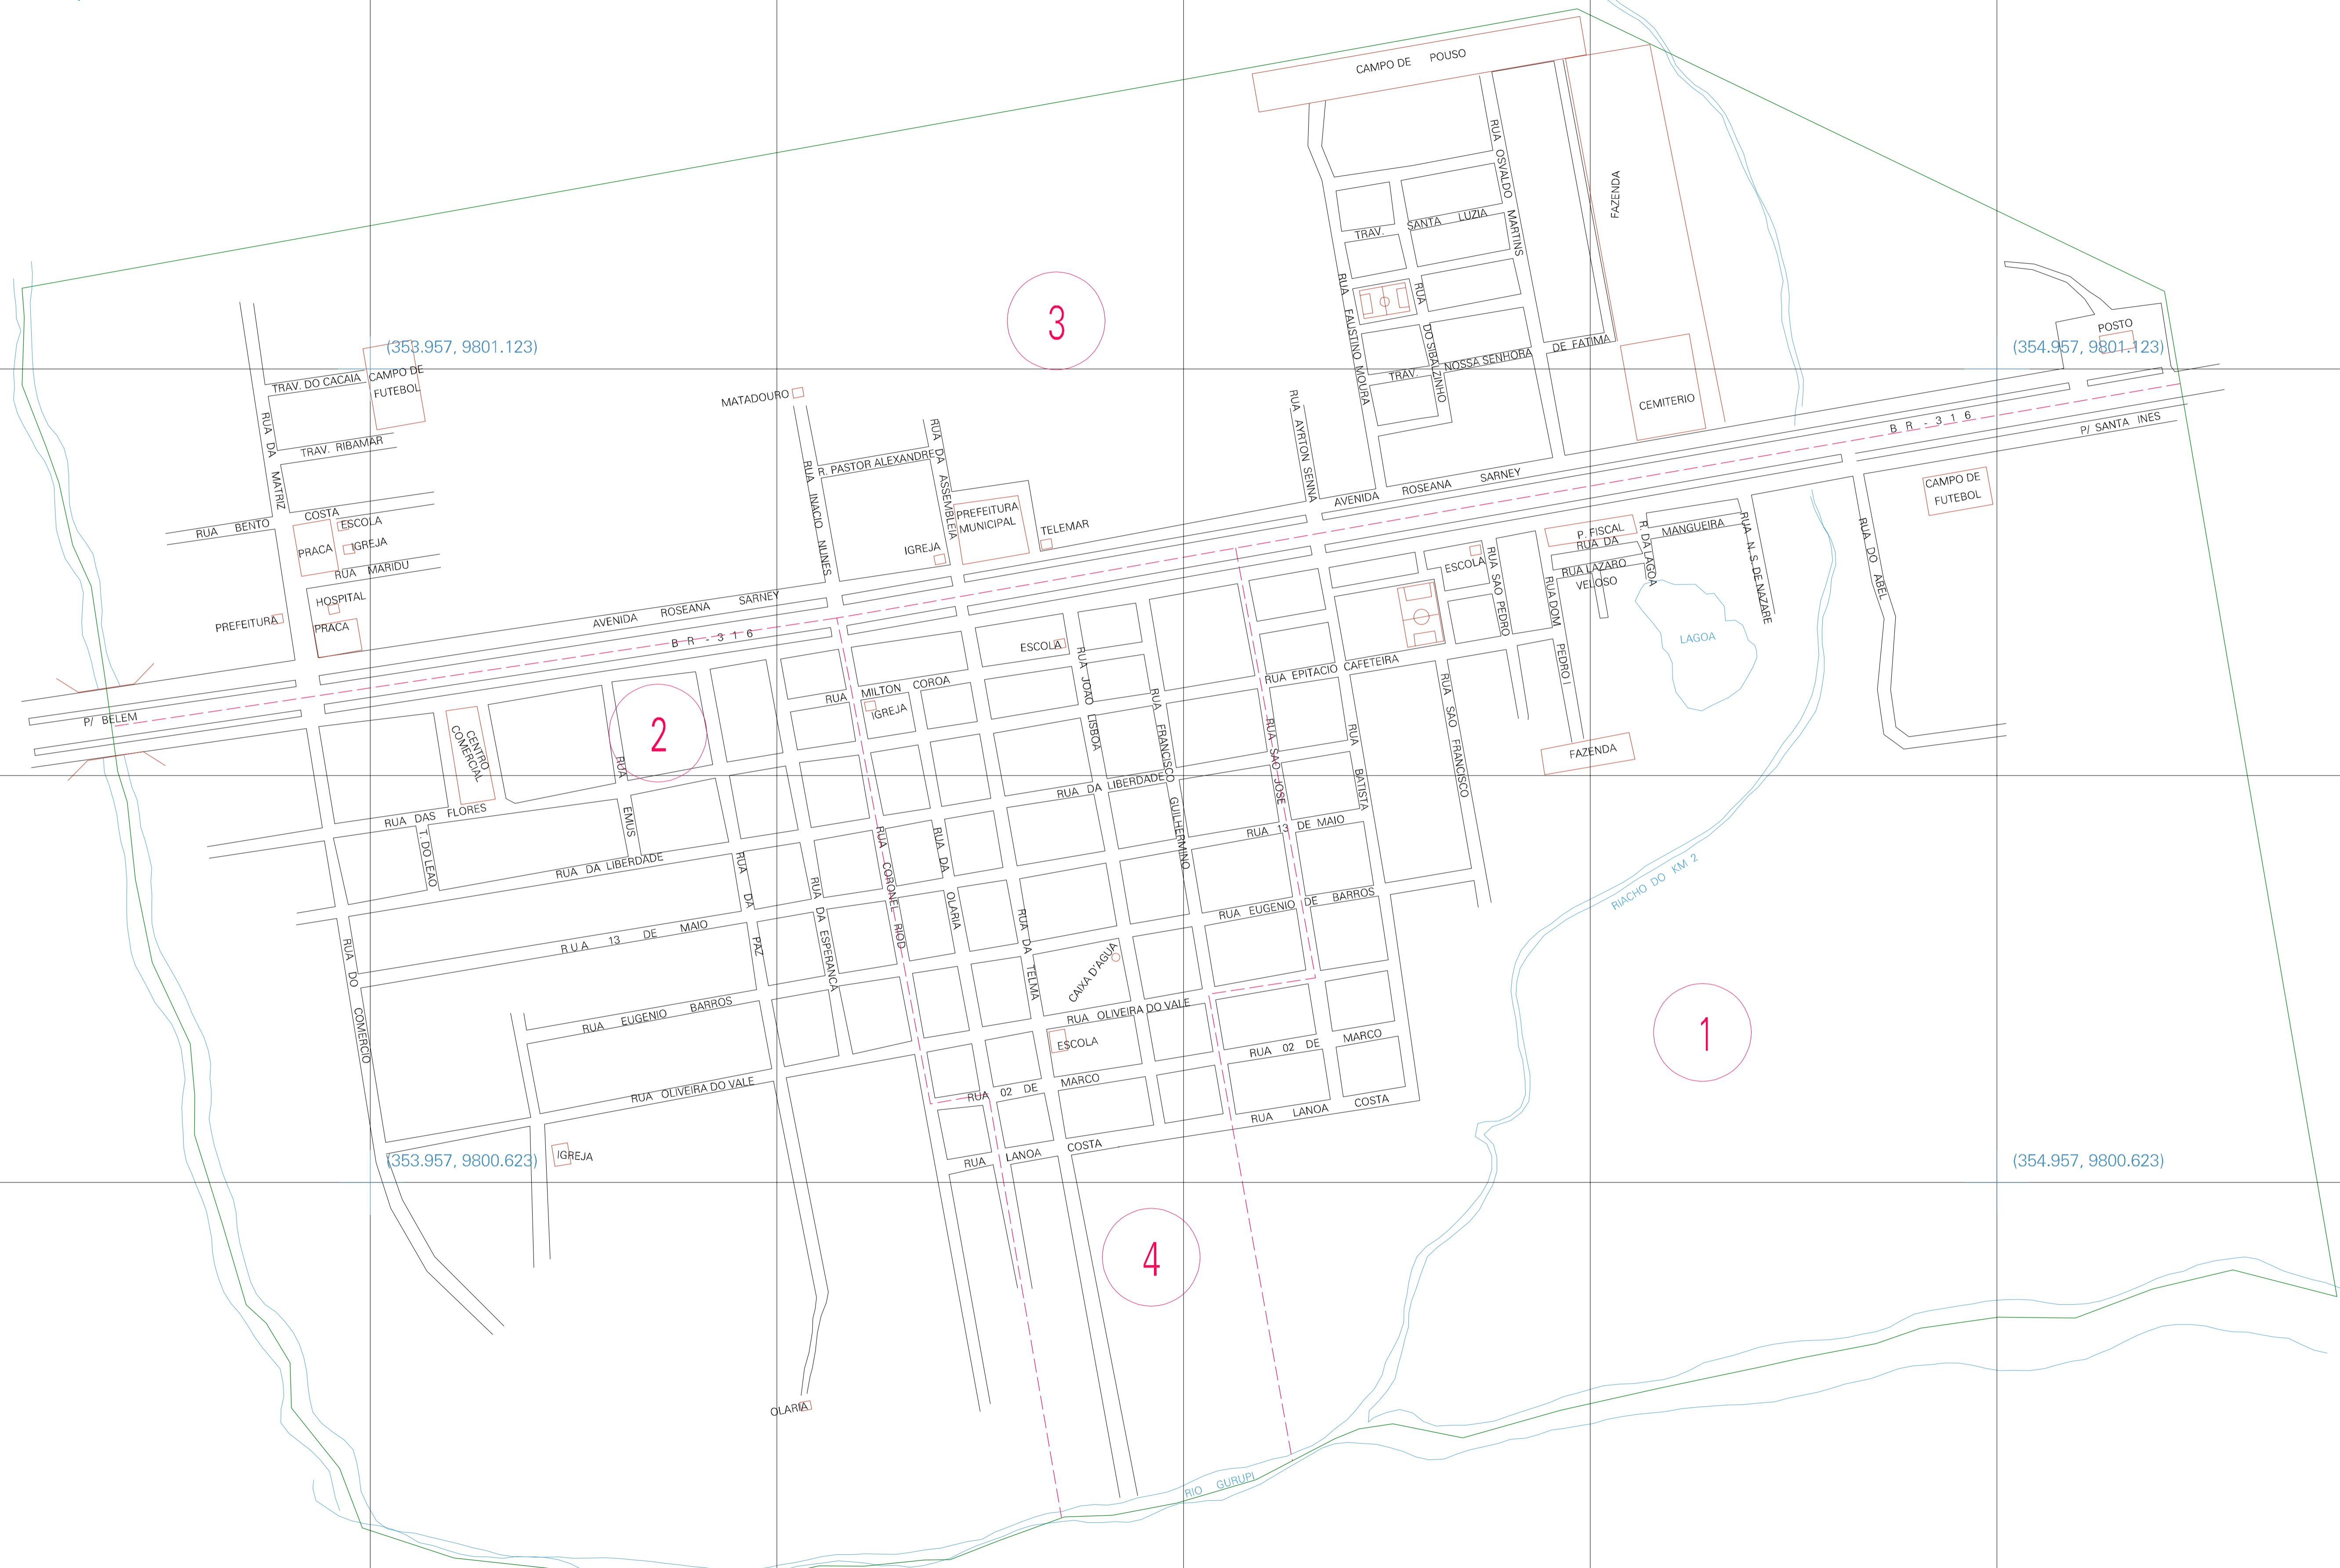 CAMPO DE POUSO
RUA OSVALDO MARTINS
FAZENDA
TRAV. SANTA LUZIA
RUA FAUSTINO MOURA
RUA DO SIBALZINHO
3
POSTO
(353.957, 9801.123)
(354.957, 9801.123)
TRAV. NOSSA SENHORA DE FATIMA
TRAV. DO CACAIA
CAMPO DE
FUTEBOL
MATADOURO
RUA AYRTON SENNA
CEMITERIO
BR-316
P/ SANTA INES
RUA DA MATRIZ
TRAV. RIBAMAR
R. PASTOR ALEXANDRE
RUA DA ASSEMBLEIA
RUA INACIO NUNES
AVENIDA ROSEANA SARNEY
CAMPO DE
FUTEBOL
RUA BENTO COSTA
ESCOLA
PRACA
IGREJA
RUA MARIDU
PREFEITURA
MUNICIPAL
TELEMAR
IGREJA
P. FISCAL
RUA DA MANGUEIRA
R. DA LAGOA
RUA N. S. DE NAZARE
RUA DO ABEL
RUA LAZARO
VELOSO
ESCOLA
RUA SAO PEDRO
RUA DOM PEDRO I
HOSPITAL
PREFEITURA
PRACA
AVENIDA ROSEANA SARNEY
BR-316
LAGOA
ESCOLA
RUA EPITACIO CAFETEIRA
RUA MILTON COROA
IGREJA
P/ BELEM
CENTRO
COMERCIAL
2
RUA EMUS
RUA JOAO LISBOA
RUA FRANCISCO GUILHERMINO
RUA SAO JOSE
RUA BATISTA
RUA SAO FRANCISCO
FAZENDA
RUA DAS FLORES
T. DO LEAO
RUA DA LIBERDADE
RUA DA LIBERDADE
RUA 13 DE MAIO
RIACHO DO KM 2
RUA DA PAZ
RUA DA ESPERANCA
RUA CORONEL RIOD
RUA DA OLARIA
RUA DA TELMA
RUA EUGENIO DE BARROS
RUA 13 DE MAIO
RUA DO COMERCIO
CAIXA D'AGUA
RUA EUGENIO BARROS
RUA OLIVEIRA DO VALE
ESCOLA
RUA 02 DE MARCO
1
RUA OLIVEIRA DO VALE
RUA 02 DE MARCO
RUA LANOA COSTA
IGREJA
RUA LANOA COSTA
(353.957, 9800.623)
(354.957, 9800.623)
4
OLARIA
RIO GURUPI